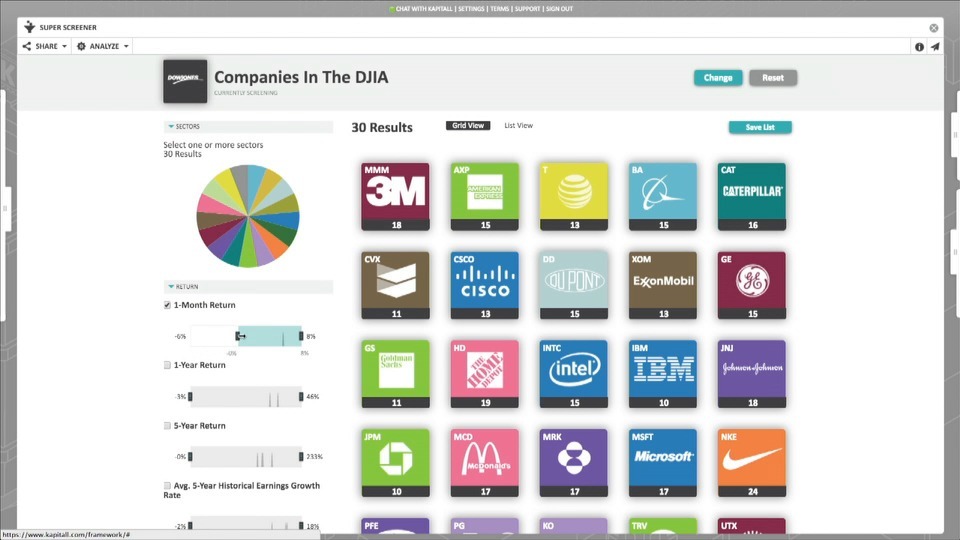 CHAT WITH KAPITALL | SETTINGS | TERMS | SUPPORT | SIGN OUT
SUPER SCREENER
SHARE
ANALYZE
DOWJONES
Companies In The DJIA
CURRENTLY SCREENING
Change
Reset
SECTORS
Select one or more sectors
30 Results
30 Results
Grid View
List View
Save List
MMM
3M
18
AXP
AMERICAN EXPRESS
15
T
13
BA
15
CAT
CATERPILLAR
16
CVX
11
CSCO
CISCO
13
DD
DU PONT
15
XOM
ExxonMobil
13
GE
GE
15
GS
Goldman
Sachs
11
HD
THE HOME DEPOT
19
INTC
intel
15
IBM
IBM
10
JNJ
Johnson & Johnson
18
JPM
10
MCD
McDonald's
17
MRK
17
MSFT
Microsoft
17
NKE
24
PFE
PG
KO
TRV
UTX
RETURN
1-Month Return
-6%
8%
-0%
8%
1-Year Return
-3%
46%
5-Year Return
-0%
233%
Avg. 5-Year Historical Earnings Growth
Rate
-2%
18%
https://www.kapitall.com/framework/#